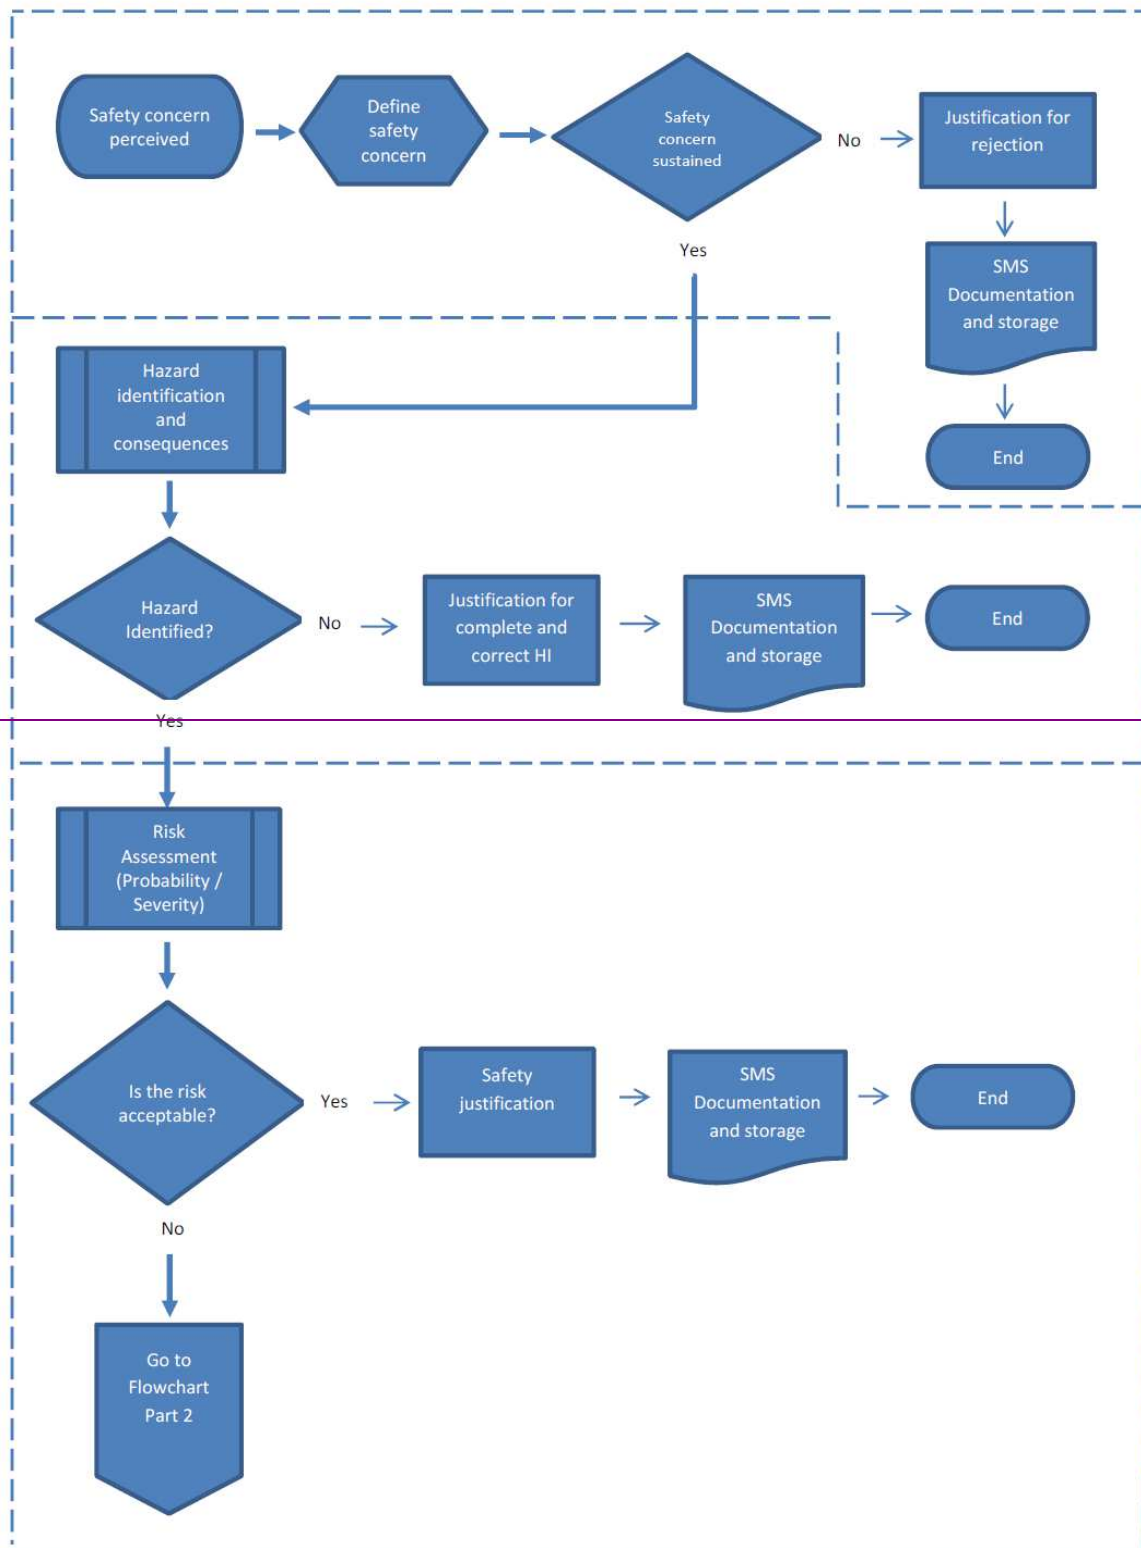 Safety concern
perceived
Define
safety
concern
Safety
concern
sustained
No
Justification for
rejection
Yes
SMS
Documentation
and storage
End
Hazard
identification
and
consequences
Hazard
Identified?
No
Justification for
complete and
correct HI
SMS
Documentation
and storage
End
Yes
Risk
Assessment
(Probability /
Severity)
Is the risk
acceptable?
Yes
Safety
justification
SMS
Documentation
and storage
End
No
Go to
Flowchart
Part 2